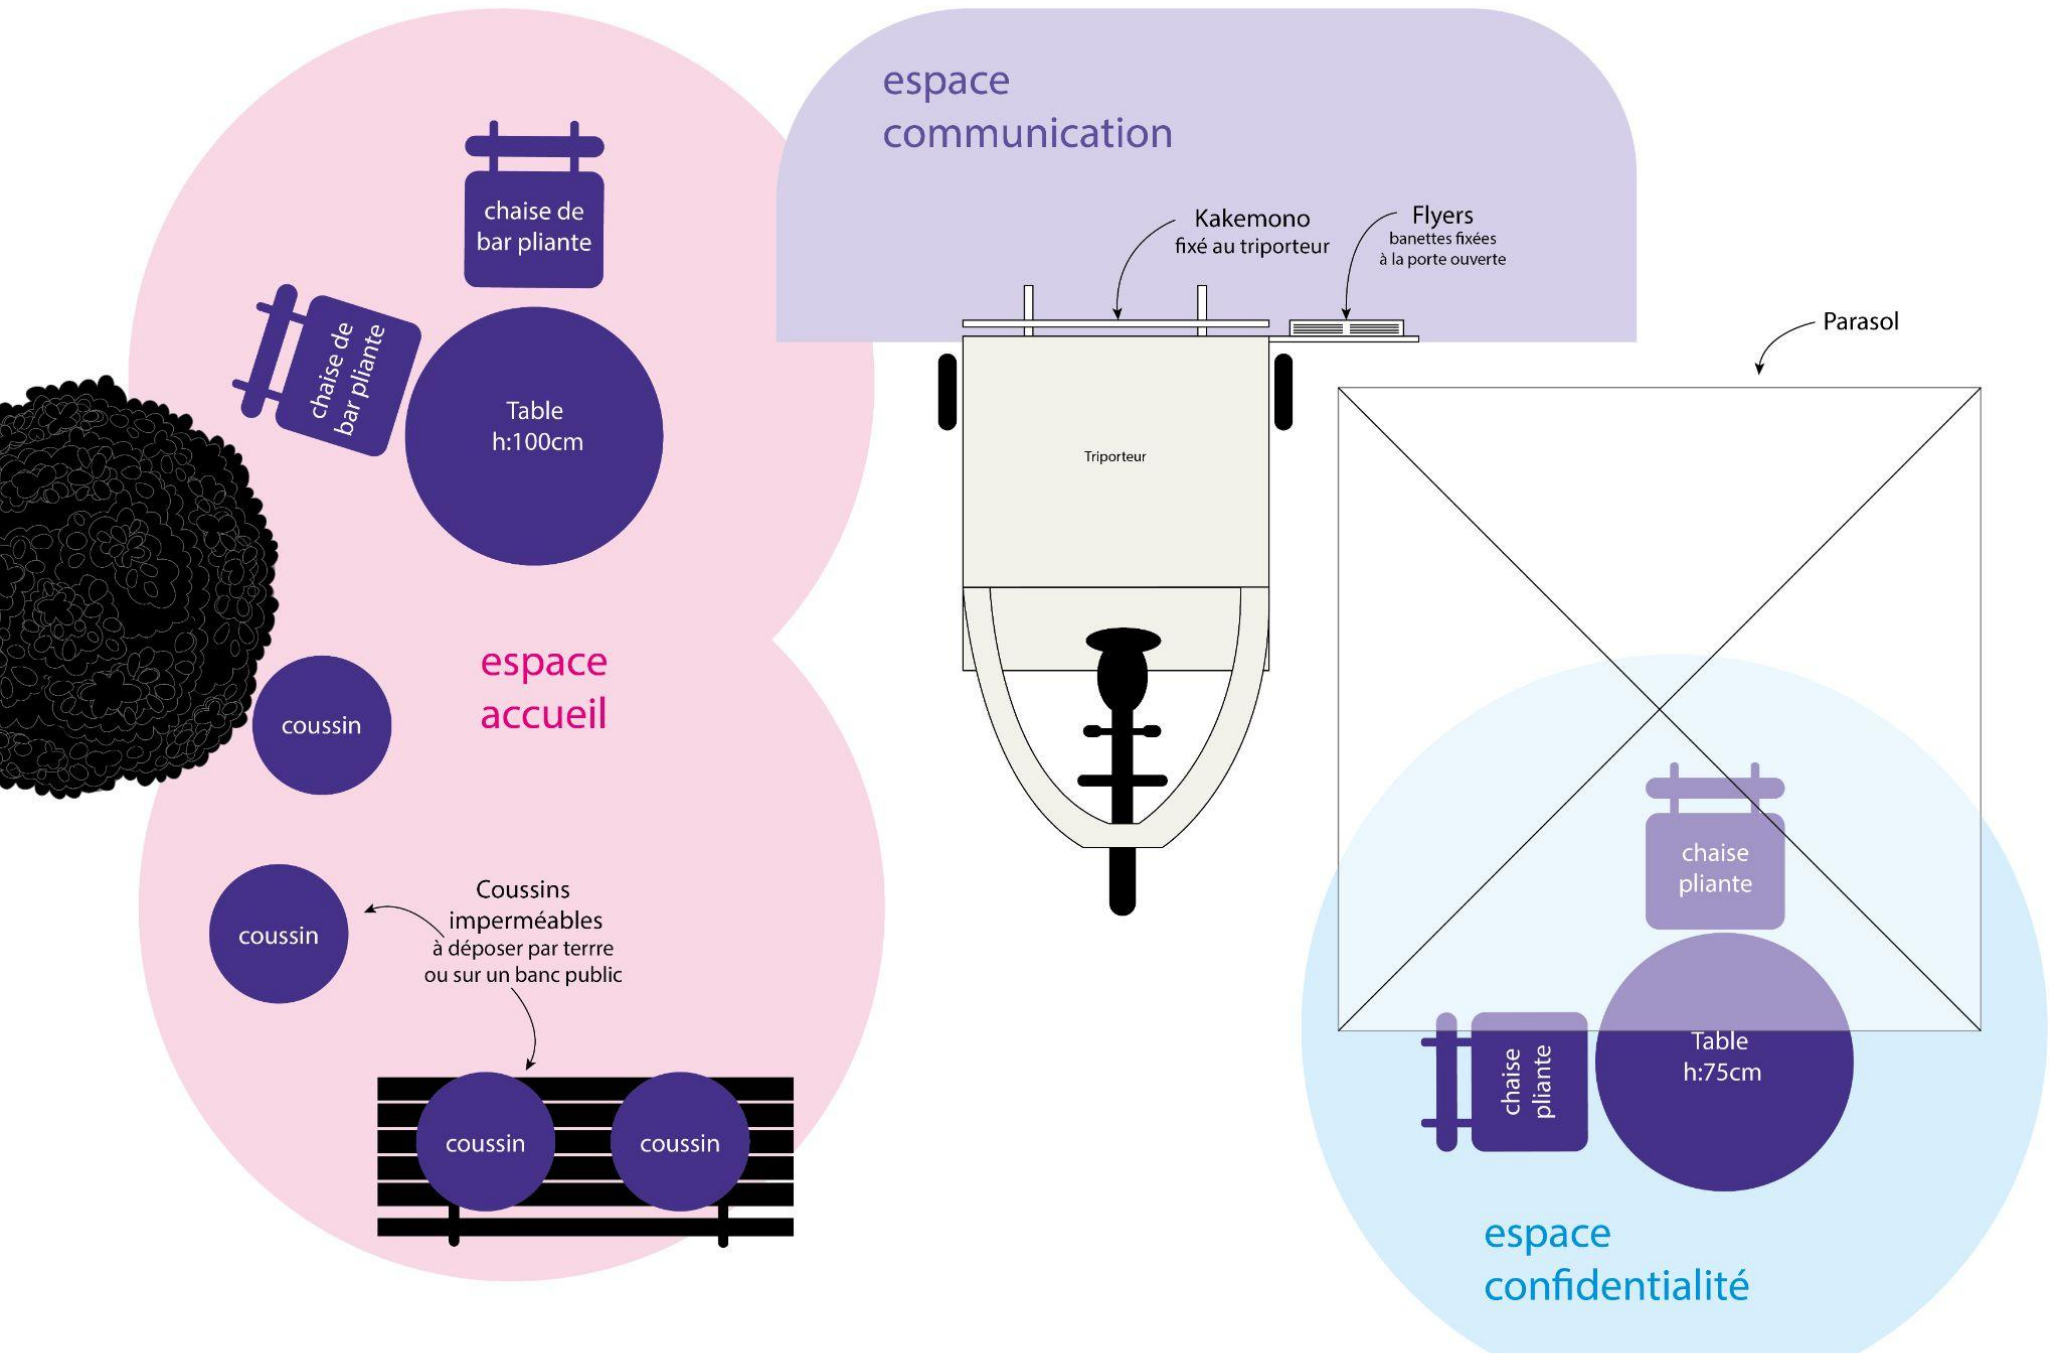 espace
communication
chaise de
bar pliante
Kakemono
fixé au triporteur
Flyers
banettes fixées
à la porte ouverte
Parasol
chaise de
bar pliante
Table
h:100cm
Triporteur
espace
accueil
coussin
Coussins
imperméables
à déposer par terrre
ou sur un banc public
coussin
coussin
coussin
chaise
pliante
chaise
pliante
Table
h:75cm
espace
confidentialité